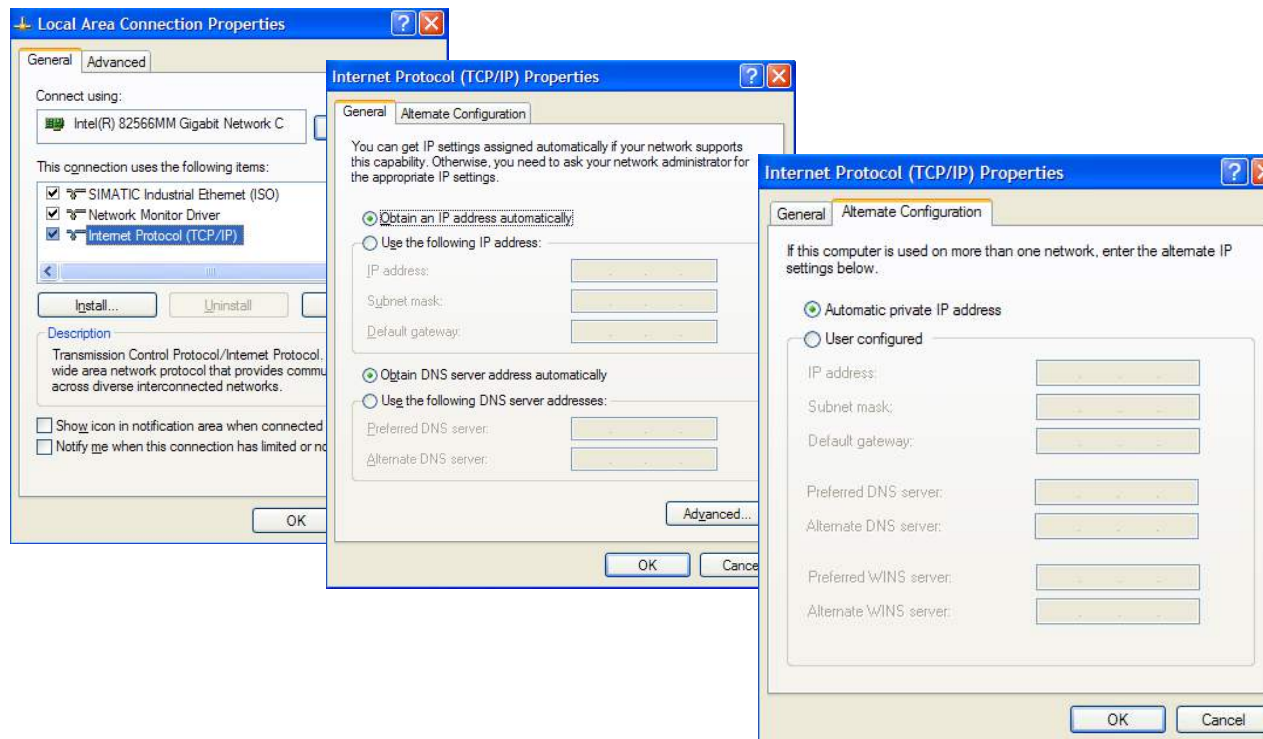 Local Area Connection Properties
General Advanced
Connect using:
Intel(R) 82566MM Gigabit Network C
This connection uses the following items:
SIMATIC Industrial Ethernet (ISO)
Network Monitor Driver
Internet Protocol (TCP/IP)
Install... Uninstall
Description
Transmission Control Protocol/Internet Protocol.
wide area network protocol that provides commu
across diverse interconnected networks.
Show icon in notification area when connected
Notify me when this connection has limited or no
OK
Internet Protocol (TCP/IP) Properties
General Alternate Configuration
You can get IP settings assigned automatically if your network supports
this capability. Otherwise, you need to ask your network administrator for
the appropriate IP settings.
Obtain an IP address automatically
Use the following IP address:
IP address:
Subnet mask:
Default gateway:
Obtain DNS server address automatically
Use the following DNS server addresses:
Preferred DNS server:
Alternate DNS server:
Advanced...
OK Cance
Internet Protocol (TCP/IP) Properties
General Alternate Configuration
If this computer is used on more than one network, enter the alternate IP
settings below.
Automatic private IP address
User configured
IP address:
Subnet mask:
Default gateway:
Preferred DNS server:
Alternate DNS server:
Preferred WINS server:
Alternate WINS server:
OK Cancel